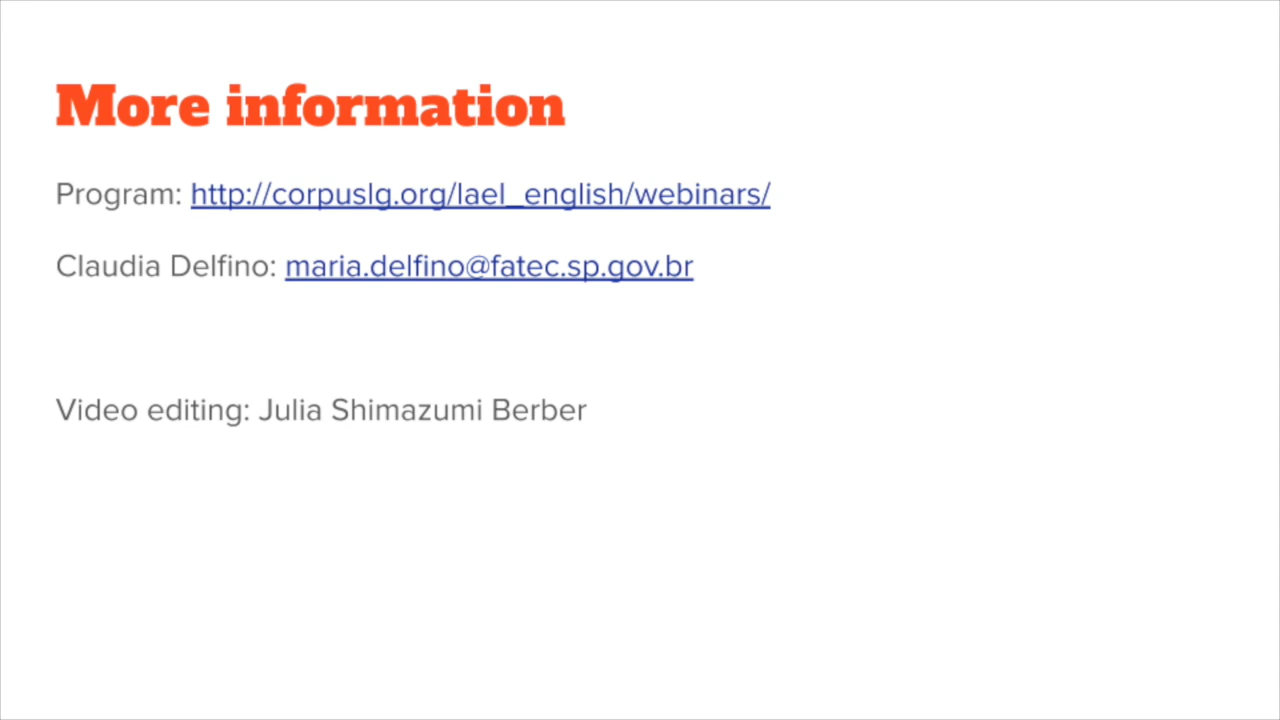 More information
Program: http://corpuslg.org/lael_english/webinars/
Claudia Delfino: maria.delfino@fatec.sp.gov.br
Video editing: Julia Shimazumi Berber